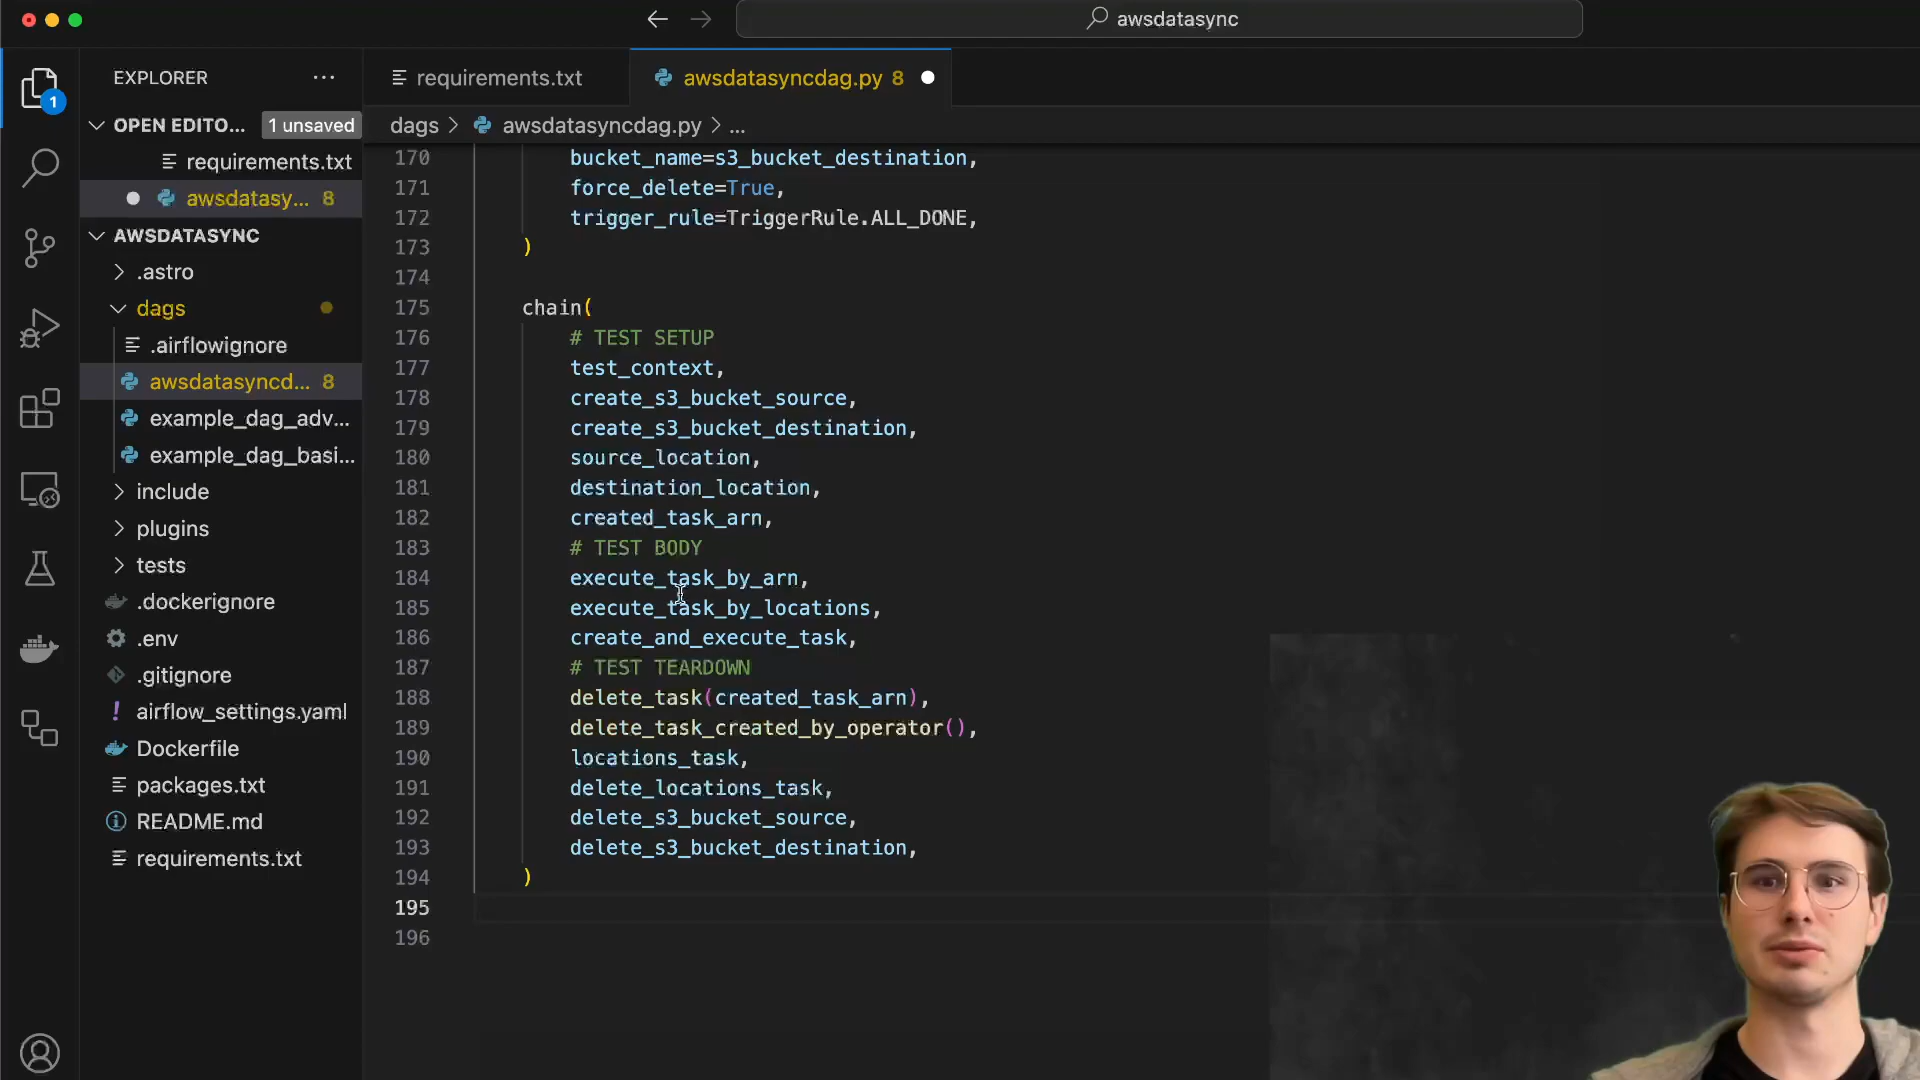 awsdatasync
EXPLORER
requirements.txt
awsdatasyncdag.py 8
OPEN EDITO... 1 unsaved
dags > awsdatasyncdag.py > ...
requirements.txt
awsdatasy... 8
AWSDATASYNC
.astro
dags
.airflowignore
awsdatasyncd... 8
example_dag_adv...
example_dag_basi...
include
plugins
tests
.dockerignore
.env
.gitignore
airflow_settings.yaml
Dockerfile
packages.txt
README.md
requirements.txt
1
170 bucket_name=s3_bucket_destination,
171 force_delete=True,
172 trigger_rule=TriggerRule.ALL_DONE,
173 )
174
175 chain(
176 # TEST SETUP
177 test_context,
178 create_s3_bucket_source,
179 create_s3_bucket_destination,
180 source_location,
181 destination_location,
182 created_task_arn,
183 # TEST BODY
184 execute_task_by_arn,
185 execute_task_by_locations,
186 create_and_execute_task,
187 # TEST TEARDOWN
188 delete_task(created_task_arn),
189 delete_task_created_by_operator(),
190 locations_task,
191 delete_locations_task,
192 delete_s3_bucket_source,
193 delete_s3_bucket_destination,
194 )
195
196